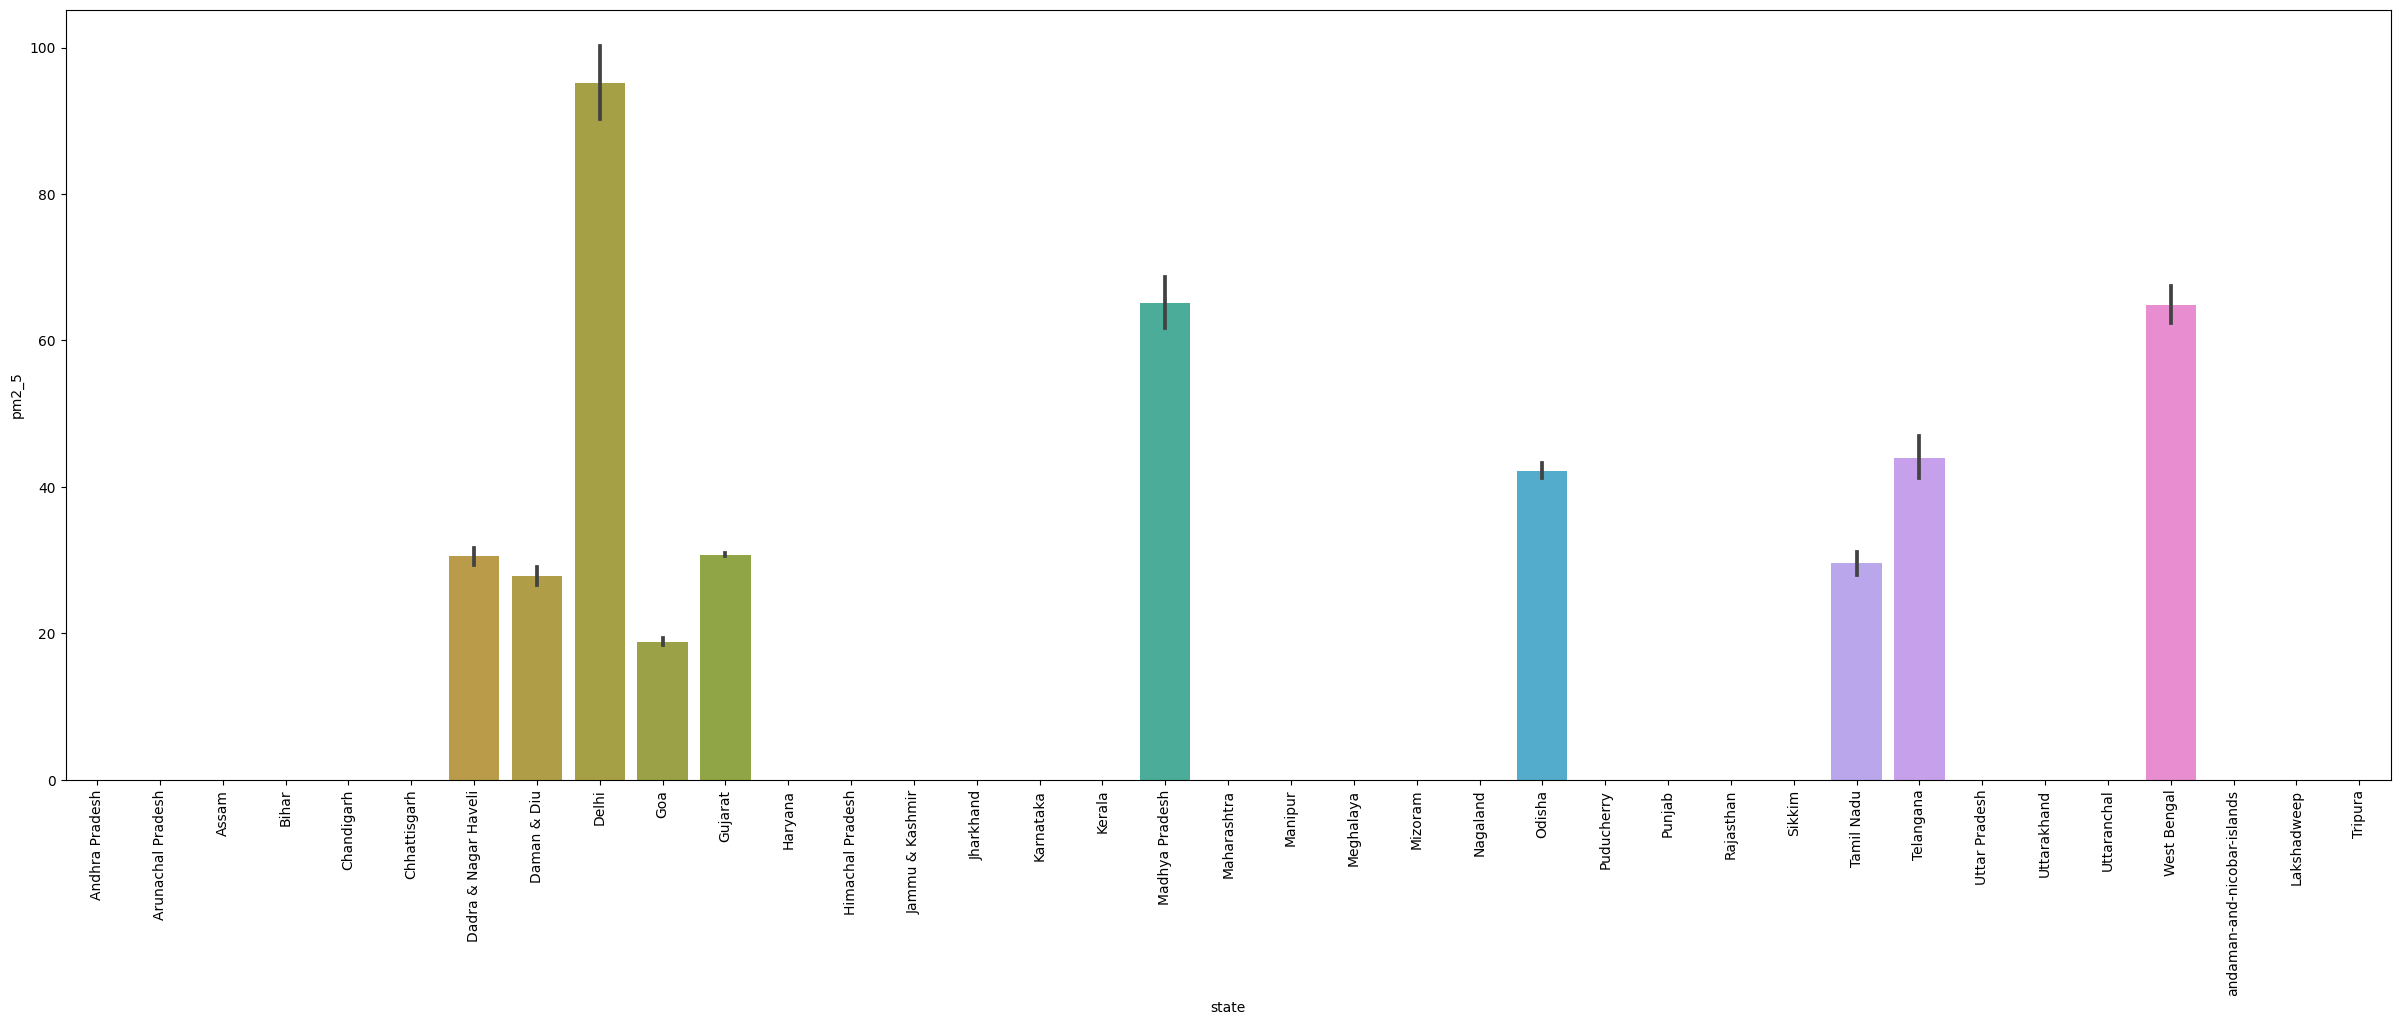 100
80
60
40
20
0
pm2_5
Andhra Pradesh
Arunachal Pradesh
Assam
Bihar
Chandigarh
Chhattisgarh
Dadra & Nagar Haveli
Daman & Diu
Delhi
Goa
Gujarat
Haryana
Himachal Pradesh
Jammu & Kashmir
Jharkhand
Karnataka
Kerala
Madhya Pradesh
Maharashtra
Manipur
Meghalaya
Mizoram
Nagaland
Odisha
Puducherry
Punjab
Rajasthan
Sikkim
Tamil Nadu
Telangana
Uttar Pradesh
Uttarakhand
Uttaranchal
West Bengal
andaman-and-nicobar-islands
Lakshadweep
Tripura
state